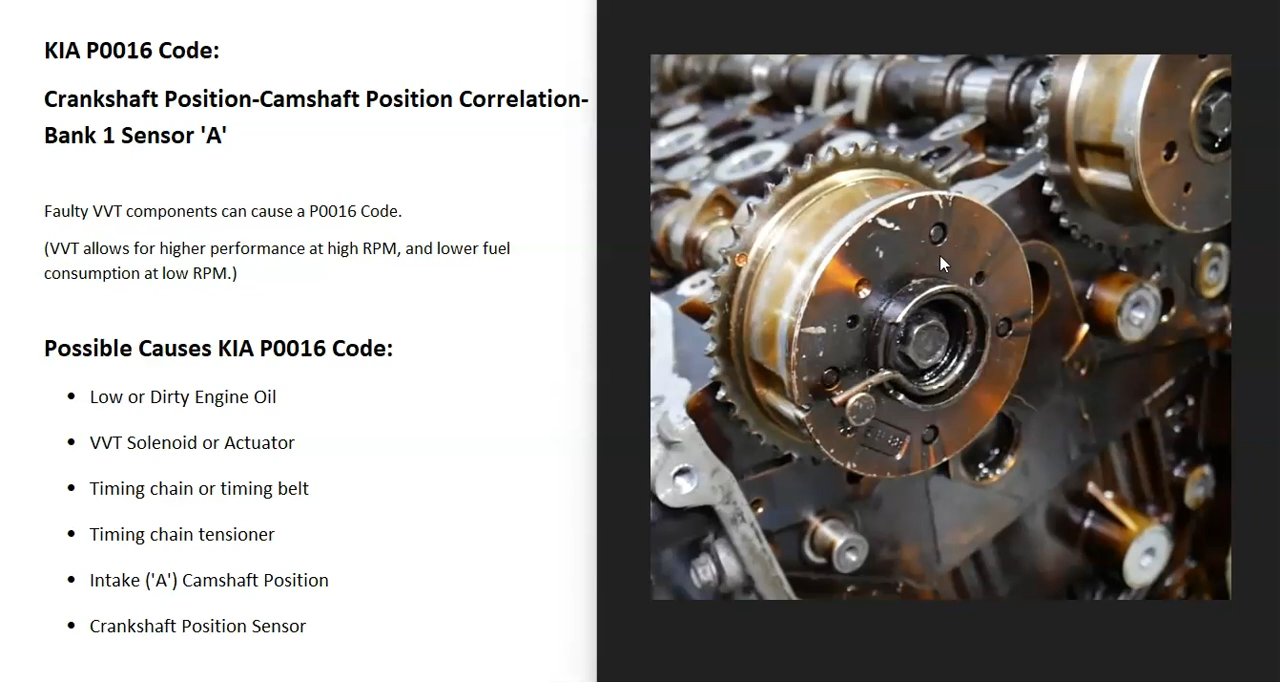 KIA P0016 Code:
Crankshaft Position-Camshaft Position Correlation-
Bank 1 Sensor 'A'
Faulty VVT components can cause a P0016 Code.
(VVT allows for higher performance at high RPM, and lower fuel
consumption at low RPM.)
Possible Causes KIA P0016 Code:
• Low or Dirty Engine Oil
• VVT Solenoid or Actuator
• Timing chain or timing belt
• Timing chain tensioner
• Intake ('A') Camshaft Position
• Crankshaft Position Sensor